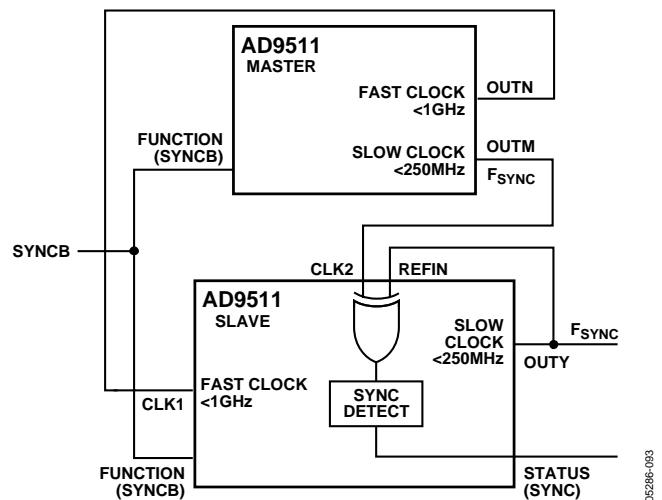 AD9511
MASTER
FAST CLOCK
<1GHz
OUTN
FUNCTION
(SYNCB)
SLOW CLOCK
<250MHz
OUTM
FSYNC
SYNCB
CLK2
REFIN
AD9511
SLAVE
SLOW
CLOCK
<250MHz
FSYNC
OUTY
FAST CLOCK
<1GHz
CLK1
SYNC
DETECT
FUNCTION
(SYNCB)
STATUS
(SYNC)
05286-093